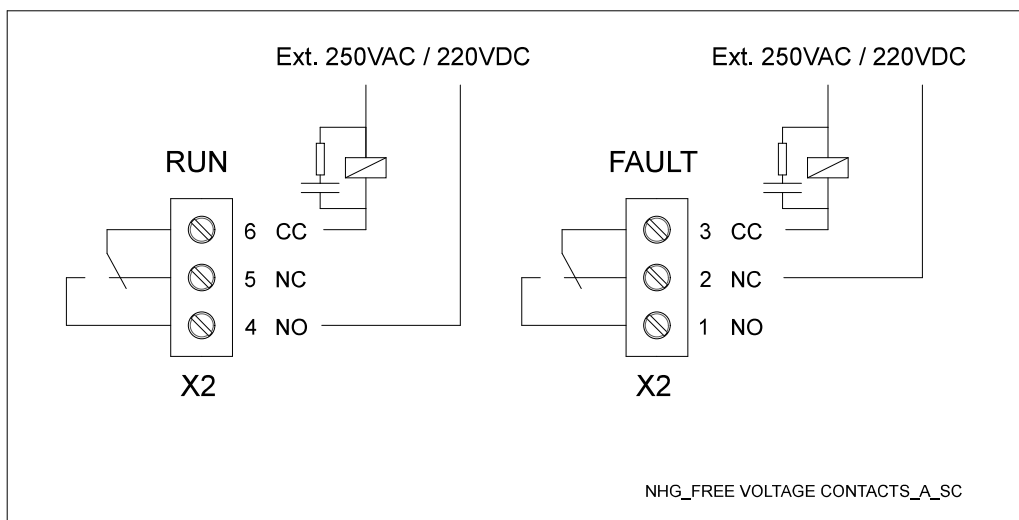 Ext. 250VAC / 220VDC
RUN
6 CC
5 NC
4 NO
X2
Ext. 250VAC / 220VDC
FAULT
3 CC
2 NC
1 NO
X2
NHG_FREE VOLTAGE CONTACTS_A_SC